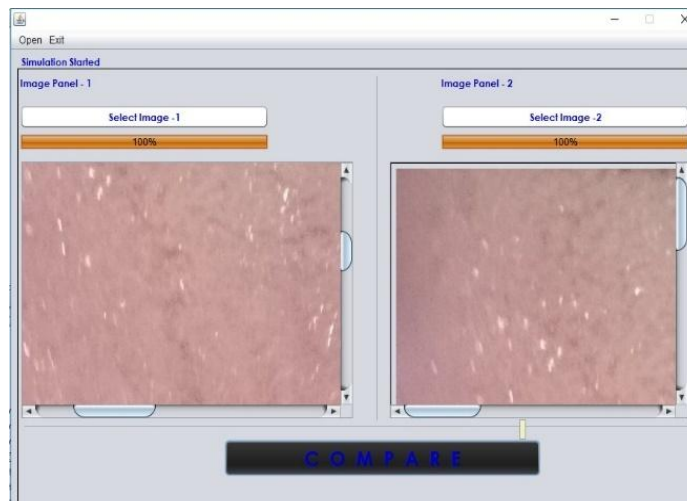 Open Exit
Simulation Started
Image Panel - 1
Image Panel - 2
Select Image -1
Select Image -2
100%
100%
COMPARE